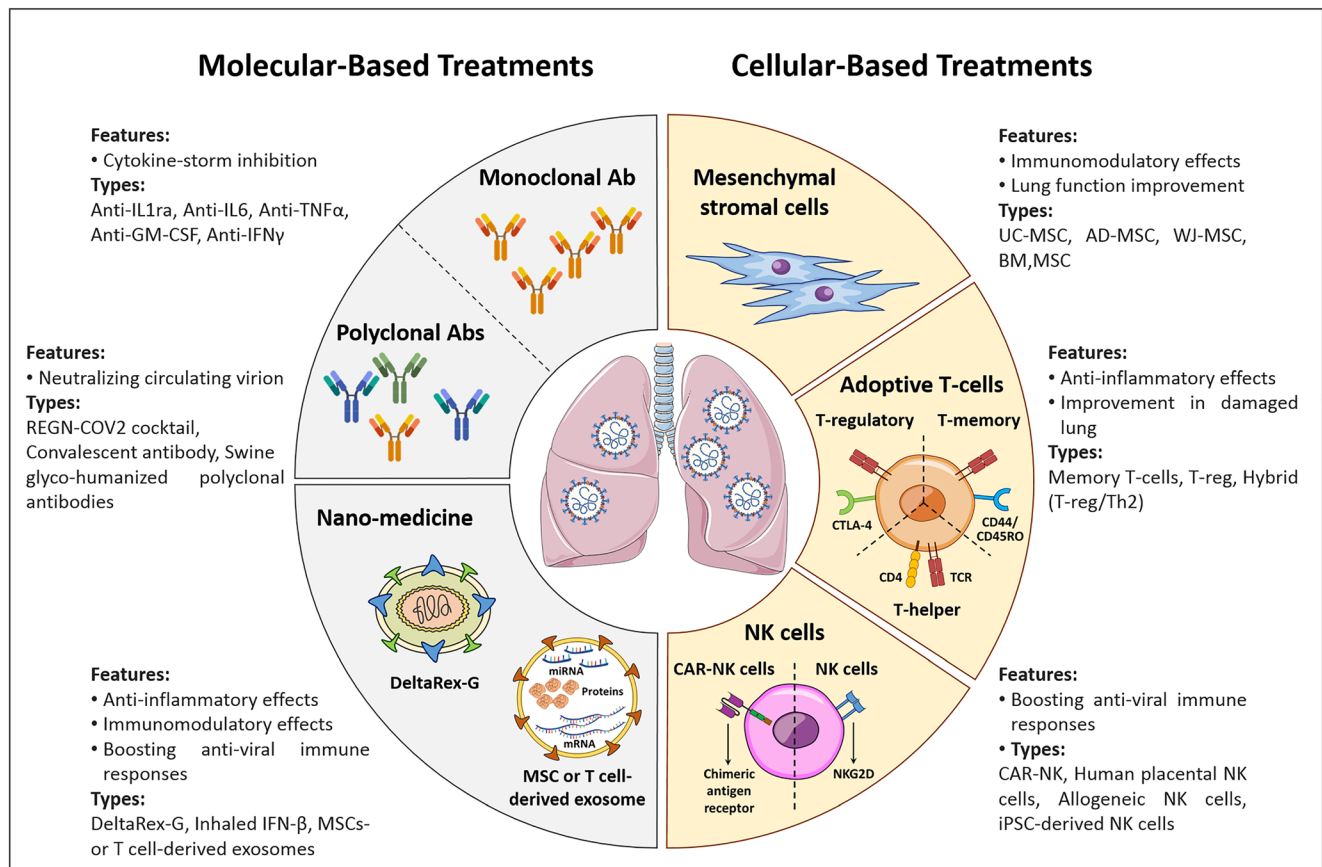 Molecular-Based Treatments
Cellular-Based Treatments
Features:
• Cytokine-storm inhibition
Types:
Anti-IL1ra, Anti-IL6, Anti-TNFα,
Anti-GM-CSF, Anti-IFNγ
Monoclonal Ab
Polyclonal Abs
Features:
• Neutralizing circulating virion
Types:
REGN-COV2 cocktail,
Convalescent antibody, Swine
glyco-humanized polyclonal
antibodies
Nano-medicine
DeltaRex-G
miRNA
Proteins
mRNA
MSC or T cell-
derived exosome
Features:
• Anti-inflammatory effects
• Immunomodulatory effects
• Boosting anti-viral immune
responses
Types:
DeltaRex-G, Inhaled IFN-β, MSCs-
or T cell-derived exosomes
Mesenchymal
stromal cells
Features:
• Immunomodulatory effects
• Lung function improvement
Types:
UC-MSC, AD-MSC, WJ-MSC,
BM,MSC
Adoptive T-cells
T-regulatory
T-memory
CTLA-4
CD44/
CD45RO
CD4
TCR
T-helper
Features:
• Anti-inflammatory effects
• Improvement in damaged
lung
Types:
Memory T-cells, T-reg, Hybrid
(T-reg/Th2)
NK cells
CAR-NK cells
NK cells
Chimeric
antigen
receptor
NKG2D
Features:
• Boosting anti-viral immune
responses
• Types:
CAR-NK, Human placental NK
cells, Allogeneic NK cells,
iPSC-derived NK cells